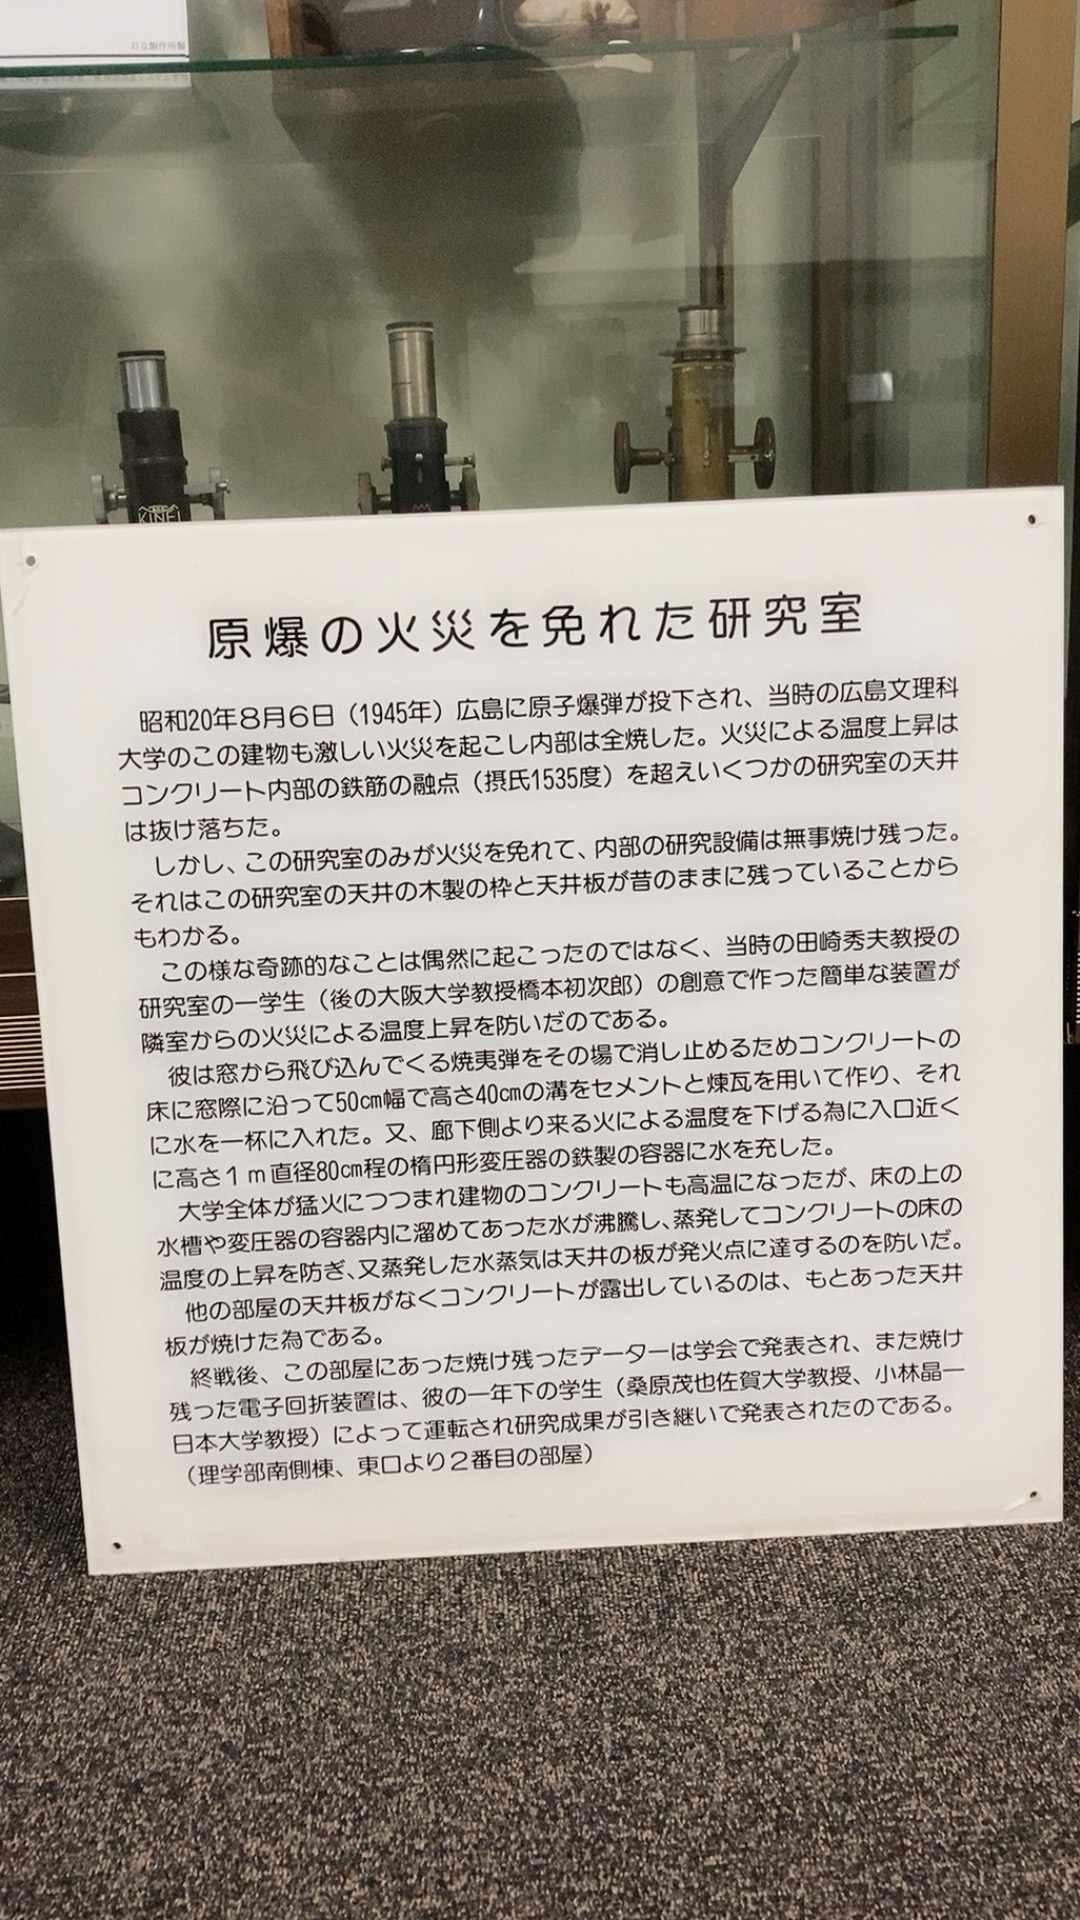 KINEI
原爆の火災を免れた研究室
昭和20年8月6日（1945年）広島に原子爆弾が投下され、当時の広島文理科
大学のこの建物も激しい火災を起こし内部は全焼した。火災による温度上昇は
コンクリート内部の鉄筋の融点（摂氏1535度）を超えいくつかの研究室の天井
は抜け落ちた。
しかし、この研究室のみが火災を免れて、内部の研究設備は無事焼け残った。
それはこの研究室の天井の木製の枠と天井板が昔のままに残っていることから
もわかる。
この様な奇跡的なことは偶然に起こったのではなく、当時の田崎秀夫教授の
研究室の一学生（後の大阪大学教授橋本初次郎）の創意で作った簡単な装置が
隣室からの火災による温度上昇を防いだのである。
彼は窓から飛び込んでくる焼夷弾をその場で消し止めるためコンクリートの
床に窓際に沿って50cm幅で高さ40cmの溝をセメントと煉瓦を用いて作り、それ
に水を一杯に入れた。又、廊下側より来る火による温度を下げる為に入口近く
に高さ1m直径80cm程の楕円形変圧器の鉄製の容器に水を充した。
大学全体が猛火につつまれ建物のコンクリートも高温になったが、床の上の
水槽や変圧器の容器内に溜めてあった水が沸騰し、蒸発してコンクリートの床の
温度の上昇を防ぎ、又蒸発した水蒸気は天井の板が発火点に達するのを防いだ。
他の部屋の天井板がなくコンクリートが露出しているのは、もとあった天井
板が焼けた為である。
終戦後、この部屋にあった焼け残ったデーターは学会で発表され、また焼け
残った電子回折装置は、彼の一年下の学生（桑原茂也佐賀大学教授、小林晶一
日本大学教授）によって運転され研究成果が引き継いで発表されたのである。
（理学部南側棟、東口より2番目の部屋）